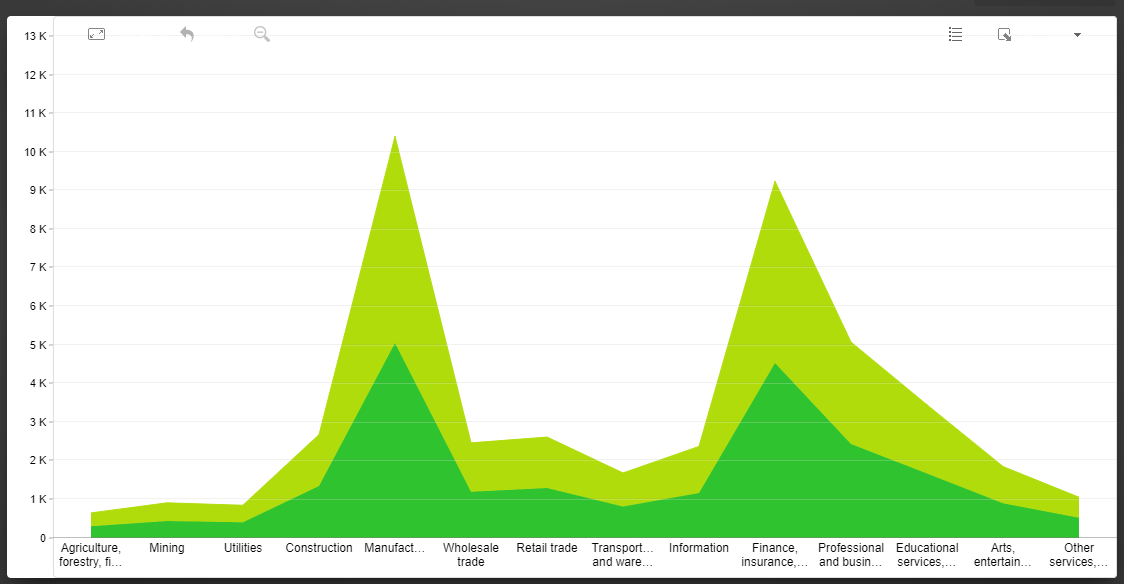 13 K
12 K
11 K
10 K
9 K
8 K
7 K
6 K
5 K
4 K
3 K
2 K
1 K
0
Agriculture, forestry, fi...
Mining
Utilities
Construction
Manufact...
Wholesale trade
Retail trade
Transport... and ware...
Information
Finance, insurance,...
Professional and busin...
Educational services,...
Arts, entertain...
Other services,...